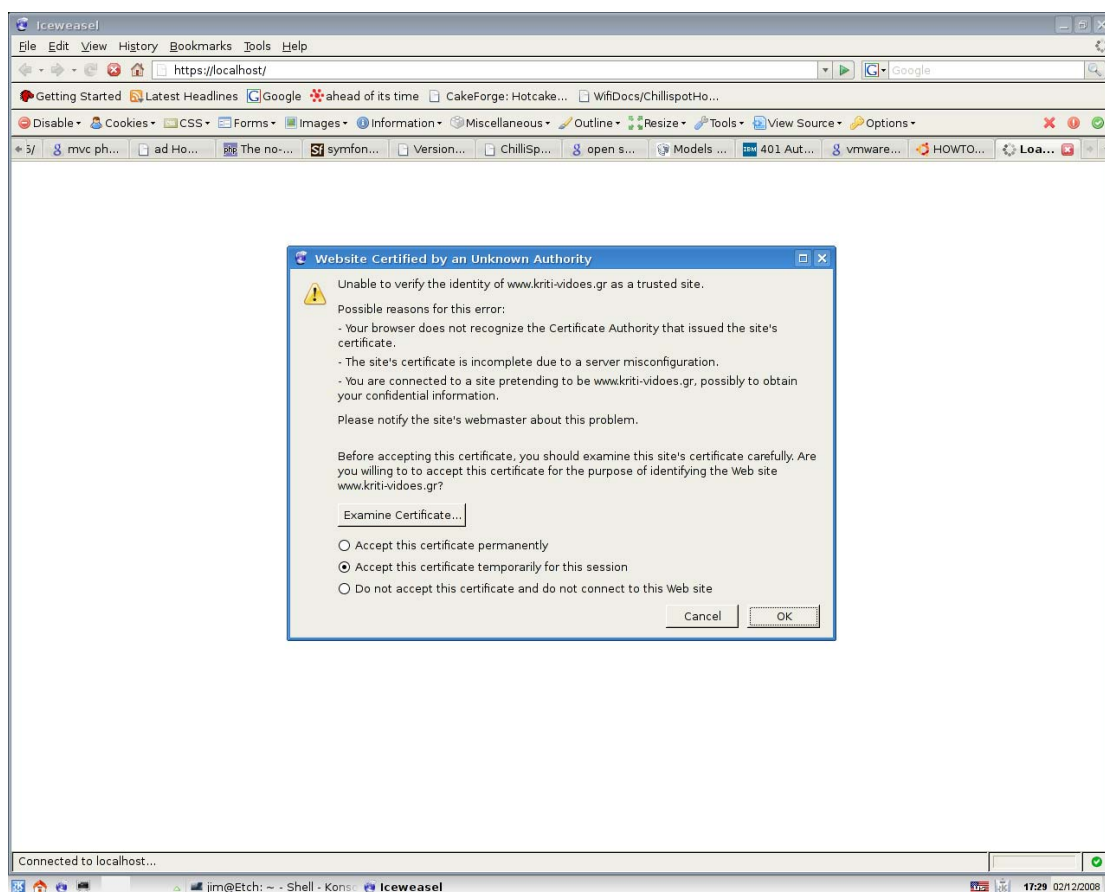 Iceweasel
File Edit View History Bookmarks Tools Help
https://localhost/ Google
Getting Started Latest Headlines Google ahead of its time CakeForge: Hotcake... WifiDocs/ChillispotHo...
Disable Cookies CSS Forms Images Information Miscellaneous Outline Resize Tools View Source Options
mvc ph... ad Ho... The no-... symfon... Version... ChilliSp... open s... Models ... 401 Aut... vmware... HOWTO... Loa...
Website Certified by an Unknown Authority
Unable to verify the identity of www.kriti-vidoes.gr as a trusted site.
Possible reasons for this error:
- Your browser does not recognize the Certificate Authority that issued the site's
certificate.
- The site's certificate is incomplete due to a server misconfiguration.
- You are connected to a site pretending to be www.kriti-vidoes.gr, possibly to obtain
your confidential information.
Please notify the site's webmaster about this problem.
Before accepting this certificate, you should examine this site's certificate carefully. Are
you willing to to accept this certificate for the purpose of identifying the Web site
www.kriti-vidoes.gr?
Examine Certificate...
Accept this certificate permanently
Accept this certificate temporarily for this session
Do not accept this certificate and do not connect to this Web site
Cancel OK
Connected to localhost...
jim@Etch: ~ - Shell - Konso Iceweasel 17:29 02/12/2008